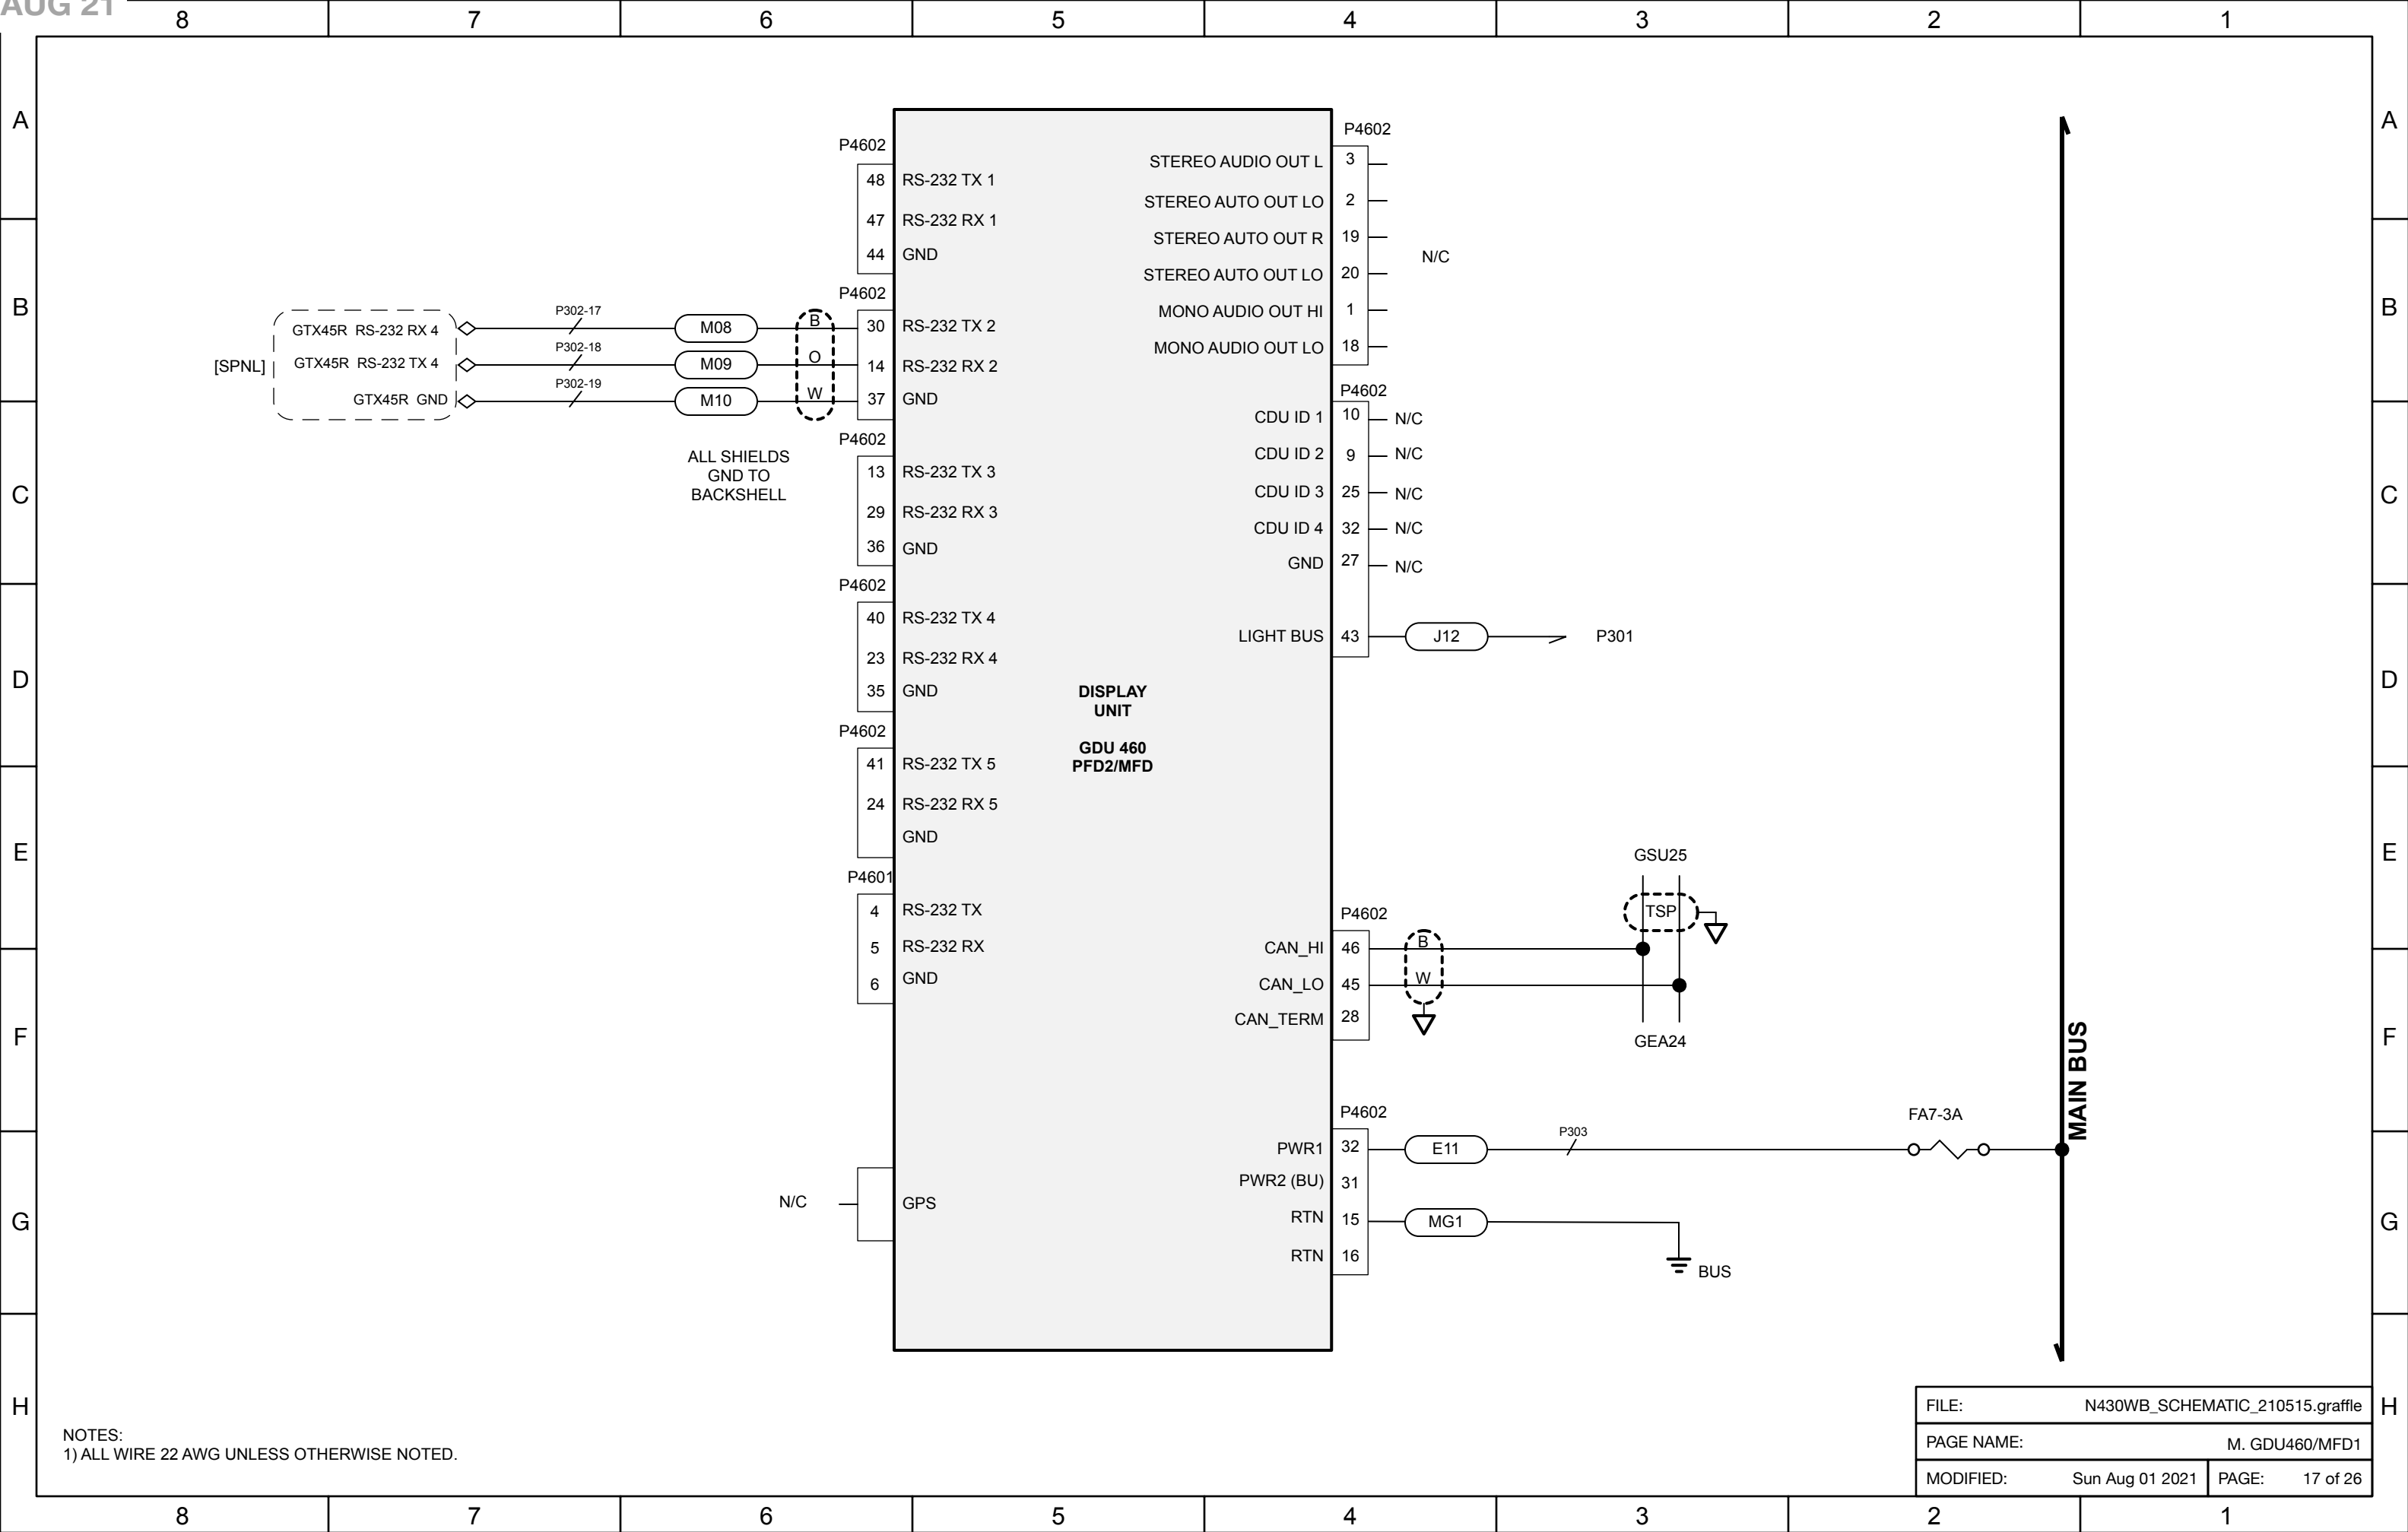 AUG 21
8 7 6 5 4 3 2 1
A
B
C
D
E
F
G
H
P4602
48 RS-232 TX 1
47 RS-232 RX 1
44 GND
P4602
30 RS-232 TX 2
14 RS-232 RX 2
37 GND
GTX45R RS-232 RX 4
GTX45R RS-232 TX 4
GTX45R GND
[SPNL]
P302-17
P302-18
P302-19
M08
M09
M10
B
O
W
ALL SHIELDS
GND TO
BACKSHELL
P4602
13 RS-232 TX 3
29 RS-232 RX 3
36 GND
P4602
40 RS-232 TX 4
23 RS-232 RX 4
35 GND
P4602
41 RS-232 TX 5
24 RS-232 RX 5
GND
P4601
4 RS-232 TX
5 RS-232 RX
6 GND
N/C GPS
DISPLAY
UNIT
GDU 460
PFD2/MFD
P4602
STEREO AUDIO OUT L 3
STEREO AUTO OUT LO 2
STEREO AUTO OUT R 19
STEREO AUTO OUT LO 20
MONO AUDIO OUT HI 1
MONO AUDIO OUT LO 18
N/C
P4602
CDU ID 1 10 N/C
CDU ID 2 9 N/C
CDU ID 3 25 N/C
CDU ID 4 32 N/C
GND 27 N/C
LIGHT BUS 43 J12 P301
P4602
CAN_HI 46 B
CAN_LO 45 W
CAN_TERM 28
GSU25
TSP
GEA24
P4602
PWR1 32 E11 P303 FA7-3A
PWR2 (BU) 31
RTN 15 MG1
RTN 16
BUS
MAIN BUS
A
B
C
D
E
F
G
H
NOTES:
1) ALL WIRE 22 AWG UNLESS OTHERWISE NOTED.
FILE: N430WB_SCHEMATIC_210515.graffle
PAGE NAME: M. GDU460/MFD1
MODIFIED: Sun Aug 01 2021 PAGE: 17 of 26
8 7 6 5 4 3 2 1